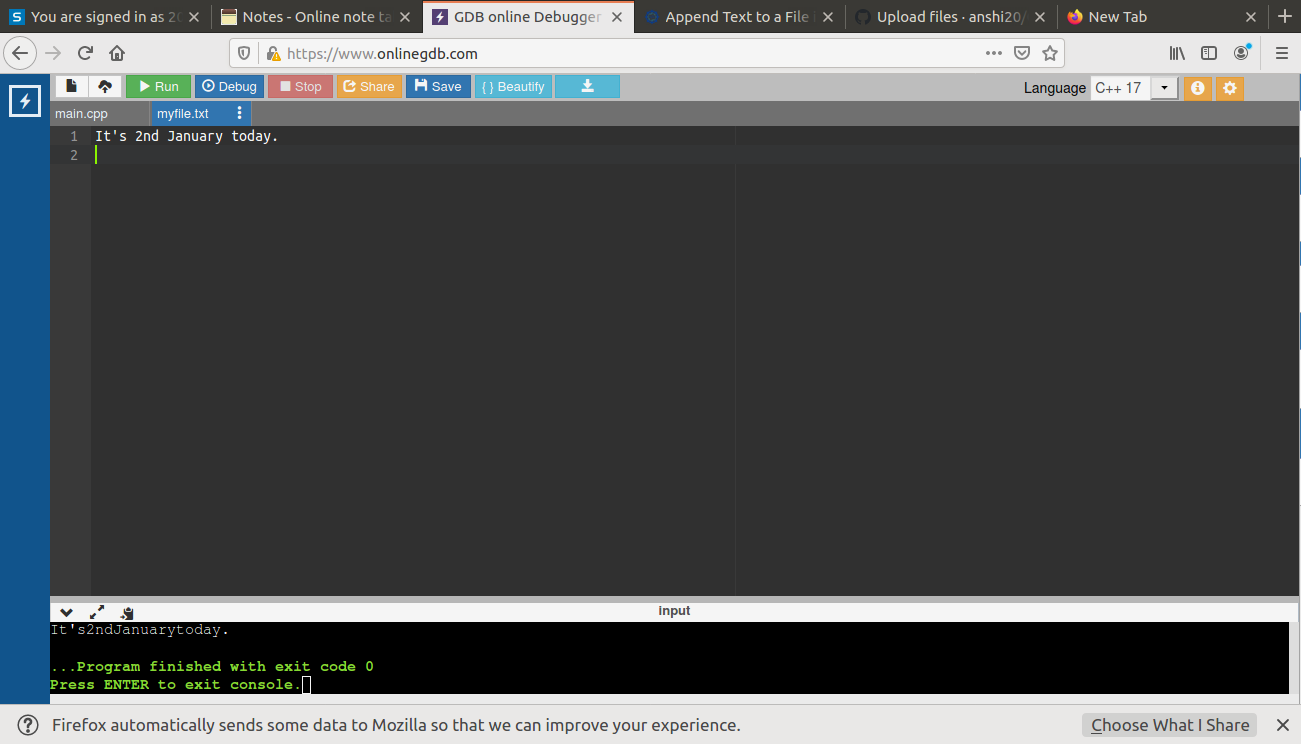 You are signed in as 20
Notes - Online note ta
GDB online Debugger
Append Text to a File
Upload files · anshi20/
New Tab
https://www.onlinegdb.com
Run
Debug
Stop
Share
Save
{ } Beautify
Language C++ 17
main.cpp
myfile.txt
1 It's 2nd January today.
2
input
It's2ndJanuarytoday.
...Program finished with exit code 0
Press ENTER to exit console.
Firefox automatically sends some data to Mozilla so that we can improve your experience.
Choose What I Share